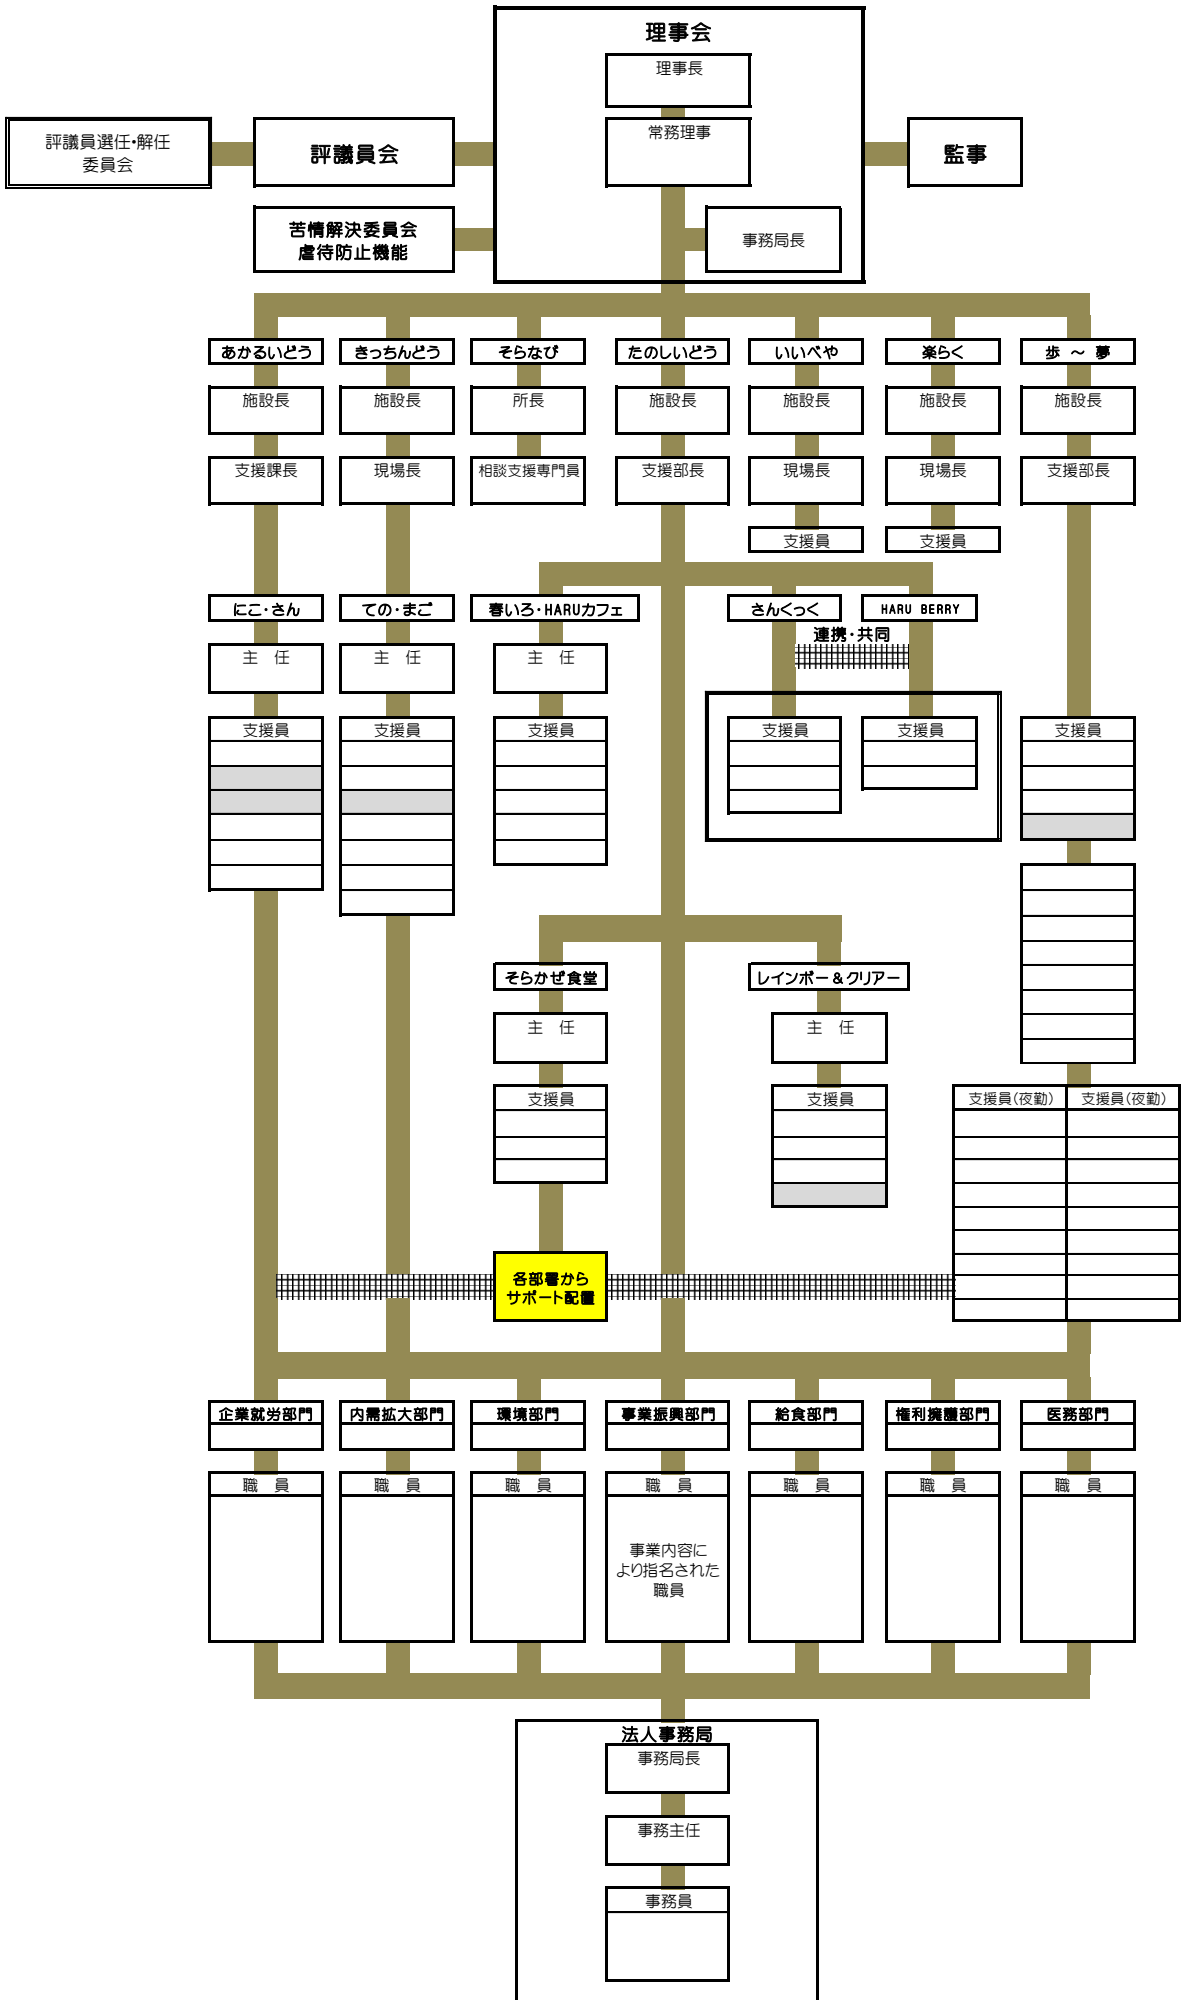 理事会
理事長
評議員選任・解任
委員会
評議員会
常務理事
監事
苦情解決委員会
虐待防止機能
事務局長
あかるいどう
きっちんどう
そらなび
たのしいどう
いいべや
楽らく
歩 ～ 夢
施設長
施設長
所長
施設長
施設長
施設長
施設長
支援課長
現場長
相談支援専門員
支援部長
現場長
現場長
支援部長
支援員
支援員
にこ・さん
ての・まご
春いろ・HARUカフェ
さんくっく
HARU BERRY
連携・共同
主　任
主　任
主　任
支援員
支援員
支援員
支援員
支援員
支援員
そらかぜ食堂
レインボー＆クリアー
主　任
主　任
支援員
支援員
支援員(夜勤)
支援員(夜勤)
各部署から
サポート配置
企業就労部門
内需拡大部門
環境部門
事業振興部門
給食部門
権利擁護部門
医務部門
職　員
職　員
職　員
職　員
職　員
職　員
職　員
事業内容に
より指名された
職員
法人事務局
事務局長
事務主任
事務員